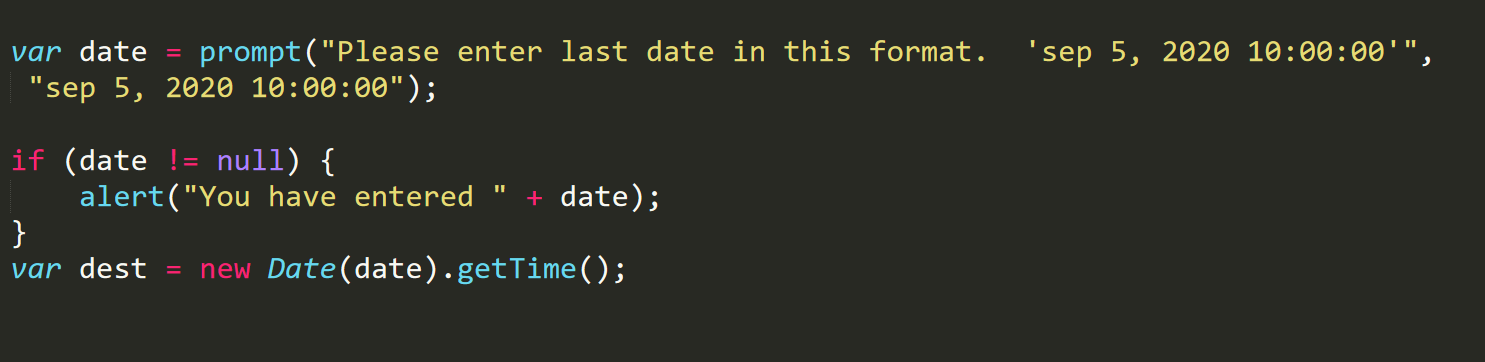 var date = prompt("Please enter last date in this format.  'sep 5, 2020 10:00:00'",
 "sep 5, 2020 10:00:00");
if (date != null) {
    alert("You have entered " + date);
}
var dest = new Date(date).getTime();